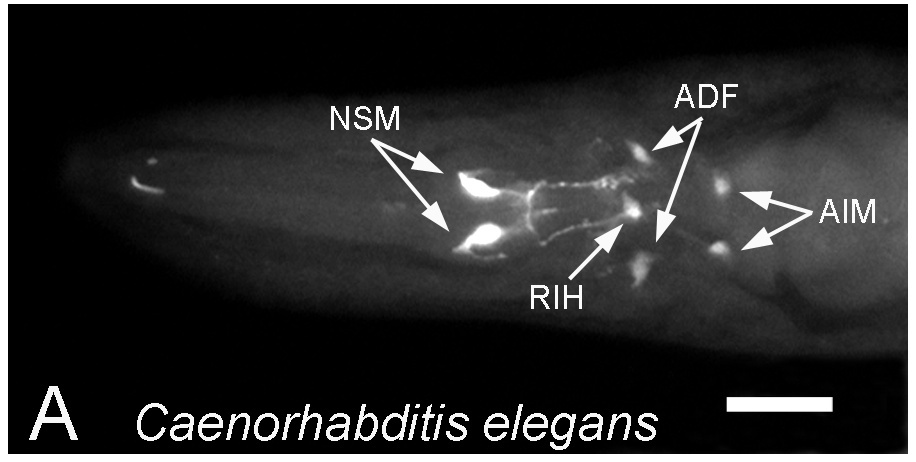 ADF
NSM
AIM
RIH
A Caenorhabditis elegans